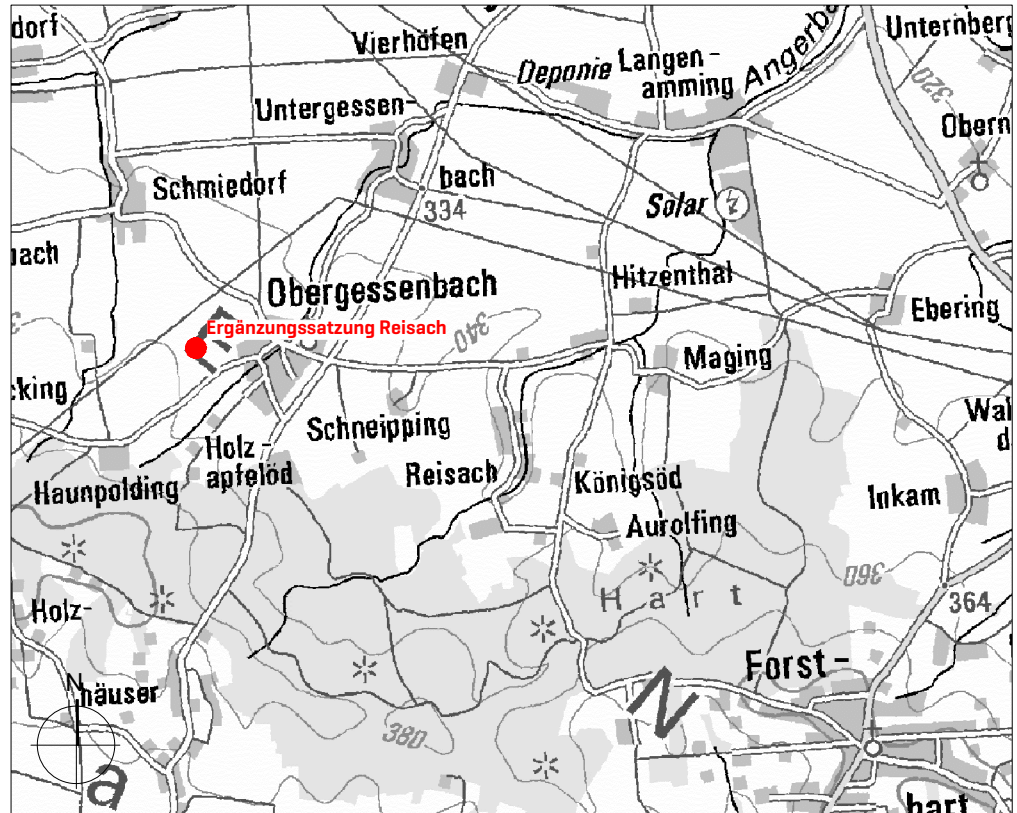 dorf
Vierhöfen
Deponie
Langen-
amming
Angerb
Unternberg
320
Untergessen-
bach
334
Obern
Schmiedorf
Solar
bach
Hitzenthal
Obergessenbach
Ebering
Ergänzungssatzung Reisach
340
Maging
cking
Schneipping
Holz-
apfelöd
Reisach
Königsöd
Haunpolding
Inkam
Aurolfing
360
Hart
364
Holz-
häuser
Forst-
N
N
380
a
hart